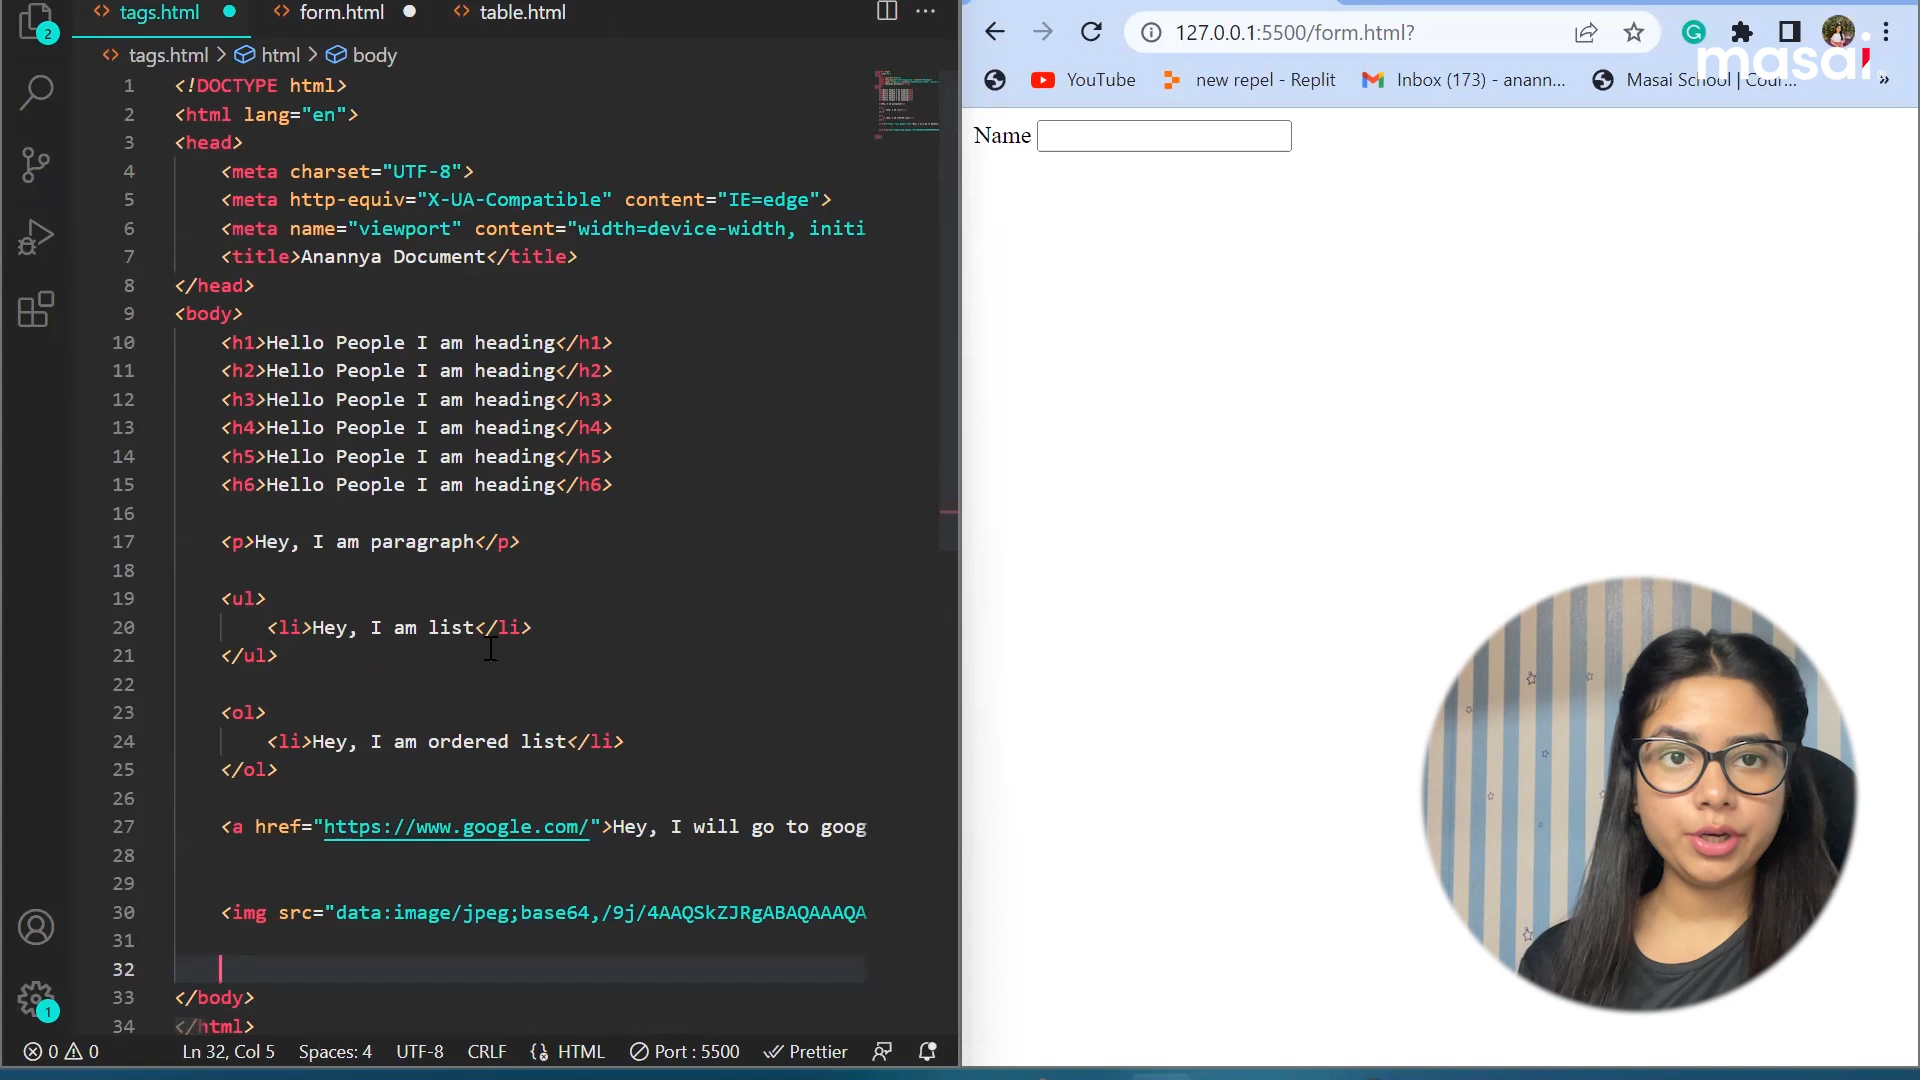 tags.html form.html table.html
tags.html html body
1 <!DOCTYPE html>
2 <html lang="en">
3 <head>
4 <meta charset="UTF-8">
5 <meta http-equiv="X-UA-Compatible" content="IE=edge">
6 <meta name="viewport" content="width=device-width, initi
7 <title>Anannya Document</title>
8 </head>
9 <body>
10 <h1>Hello People I am heading</h1>
11 <h2>Hello People I am heading</h2>
12 <h3>Hello People I am heading</h3>
13 <h4>Hello People I am heading</h4>
14 <h5>Hello People I am heading</h5>
15 <h6>Hello People I am heading</h6>
16
17 <p>Hey, I am paragraph</p>
18
19 <ul>
20 <li>Hey, I am list</li>
21 </ul>
22
23 <ol>
24 <li>Hey, I am ordered list</li>
25 </ol>
26
27 <a href="https://www.google.com/">Hey, I will go to goog
28
29
30 <img src="data:image/jpeg;base64,/9j/4AAQSkZJRgABAQAAAQA
31
32
33 </body>
34 </html>
2
1
0 0 Ln 32, Col 5 Spaces: 4 UTF-8 CRLF HTML Port : 5500 Prettier
127.0.0.1:5500/form.html?
masai.
YouTube new repel - Replit Inbox (173) - anann... Masai School | Cour... »
Name